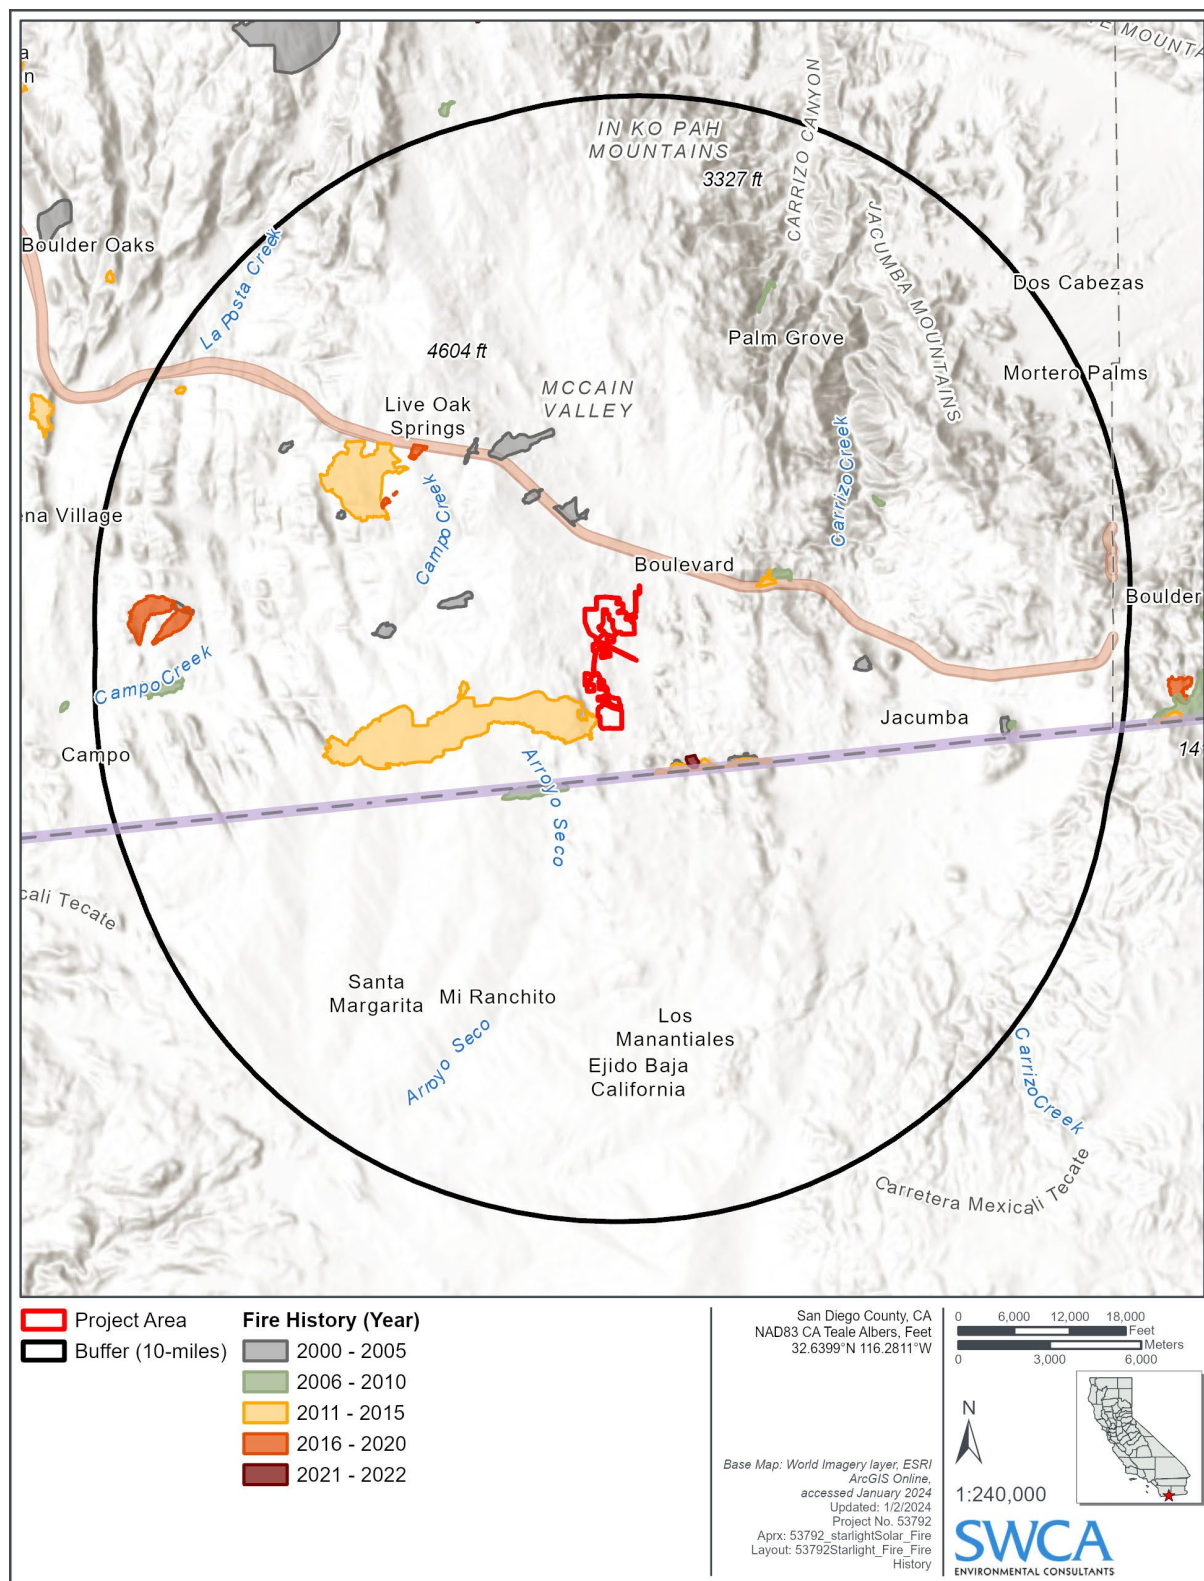 E MOUNTA
a
n
IN KO PAH
MOUNTAINS
CARRIZO CANYON
3327 ft
JACUMBA MOUNTAINS
Boulder Oaks
La Posta Creek
Dos Cabezas
Palm Grove
4604 ft
Mortero Palms
MCCAIN
VALLEY
Live Oak
Springs
Carrizo Creek
Campo Creek
ena Village
Boulevard
Boulder
Campo Creek
Jacumba
Campo
14
Arroyo Seco
cali Tecate
Santa
Margarita
Mi Ranchito
Los
Manantiales
Arroyo Seco
Ejido Baja
California
Carrizo Creek
Carretera Mexicali Tecate
Project Area
Buffer (10-miles)
Fire History (Year)
2000 - 2005
2006 - 2010
2011 - 2015
2016 - 2020
2021 - 2022
San Diego County, CA
NAD83 CA Teale Albers, Feet
32.6399°N 116.2811°W
Base Map: World Imagery layer, ESRI
ArcGIS Online,
accessed January 2024
Updated: 1/2/2024
Project No. 53792
Aprx: 53792_starlightSolar_Fire
Layout: 53792Starlight_Fire_Fire
History
0 6,000 12,000 18,000
Feet
Meters
0 3,000 6,000
N
1:240,000
SWCA
ENVIRONMENTAL CONSULTANTS